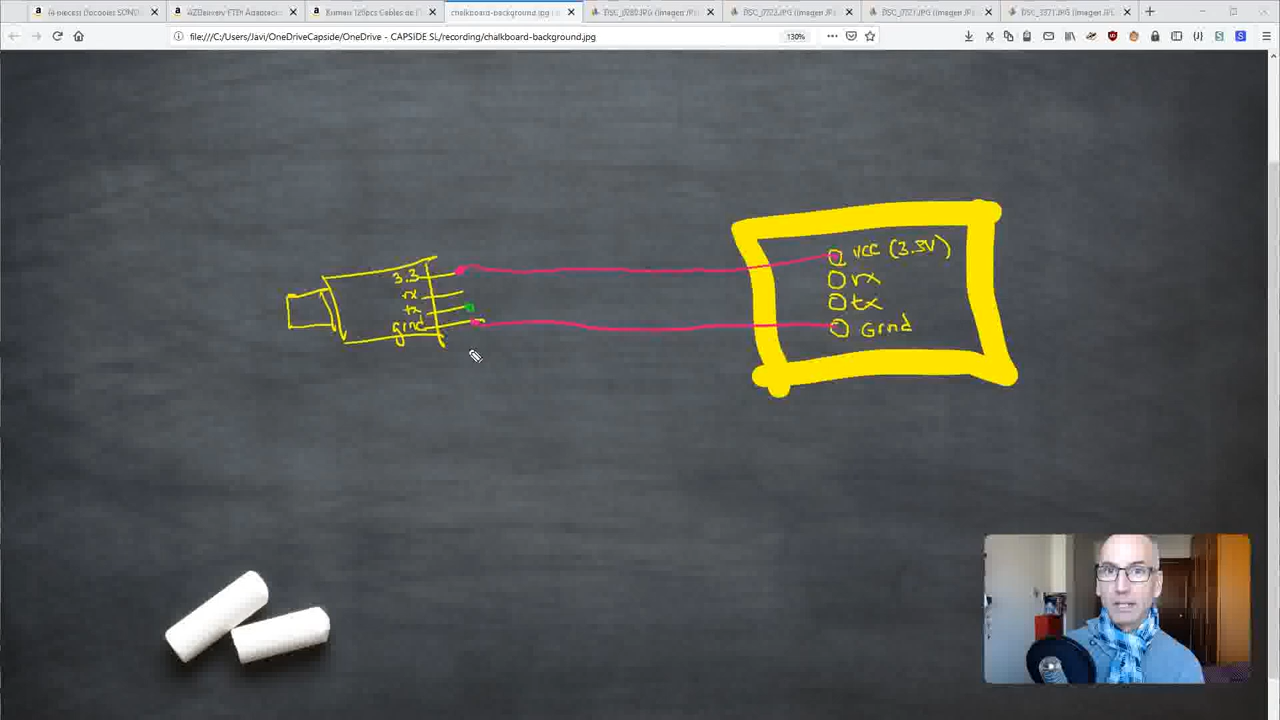 chalkboard-background.jpg
file:///C:/Users/Javi/OneDriveCapside/OneDrive - CAPSIDE SL/recording/chalkboard-background.jpg
130%
3.3
rx
tx
grnd
VCC (3.3V)
rx
tx
Grnd